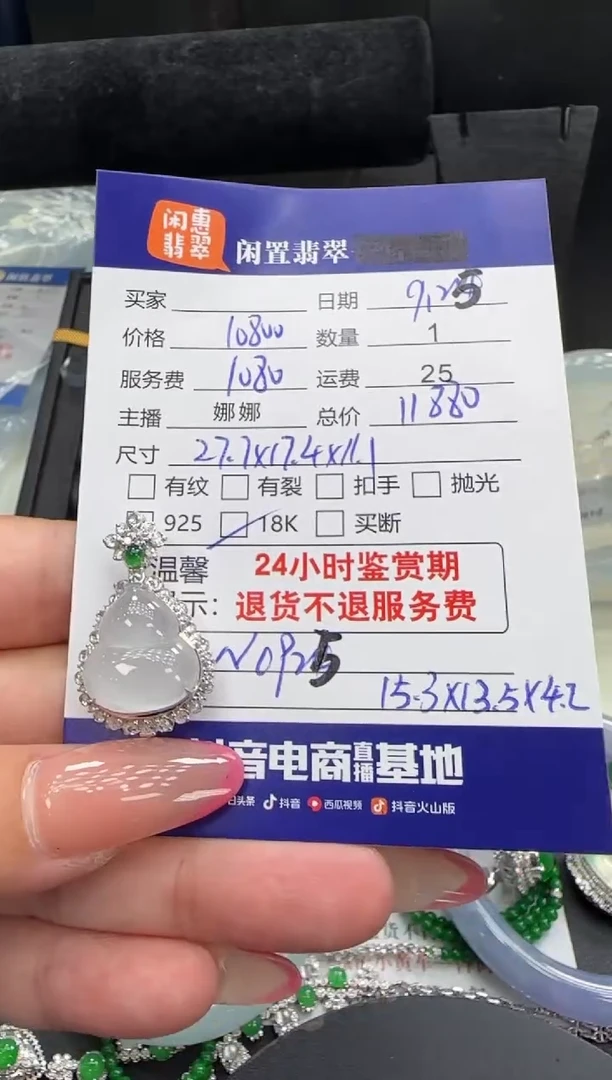 闲惠
翡翠
闲置翡翠
买家 日期
价格 10800 数量 1
服务费 1080 运费 25
主播 娜娜 总价 11880
尺寸 27.7X17.4X11.1
有纹 有裂 扣手 抛光
925 18K 买断
温馨 24小时鉴赏期
示: 退货不退服务费
15.3X13.5X4.2
音电商直播基地
头条 抖音 西瓜视频 抖音火山版